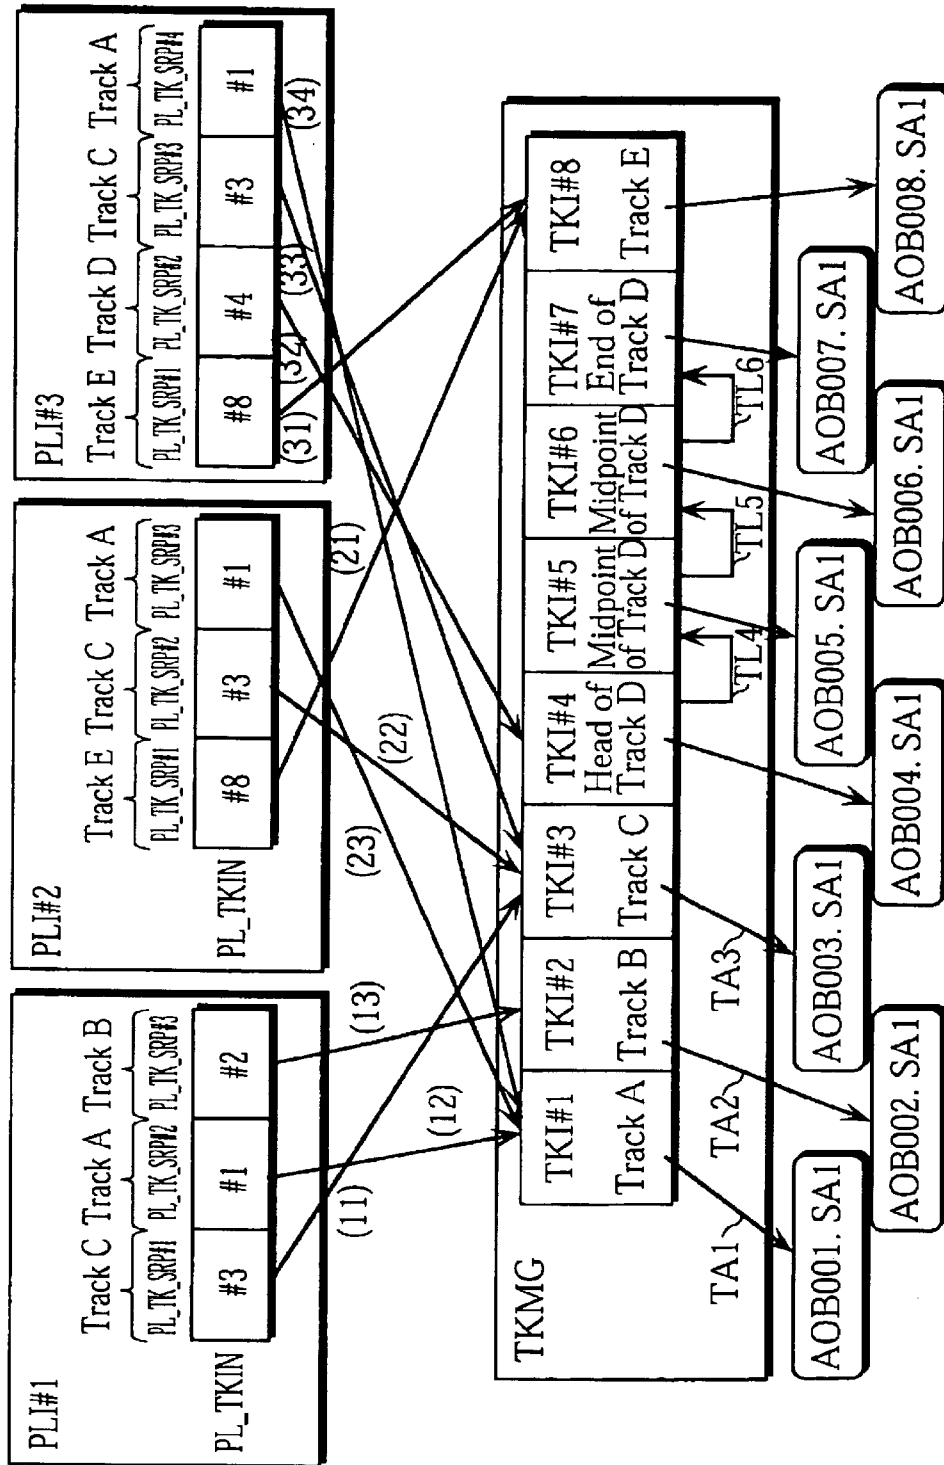 PLI#1
Track C Track A Track B
PL_TK_SRP#1 PL_TK_SRP#2 PL_TK_SRP#3
PL_TKIN
#3 #1 #2
PLI#2
Track E Track C Track A
PL_TK_SRP#1 PL_TK_SRP#2 PL_TK_SRP#3
PL_TKIN
#8 #3 #1
PLI#3
Track E Track D Track C Track A
PL_TK_SRP#1 PL_TK_SRP#2 PL_TK_SRP#3 PL_TK_SRP#4
#8 #4 #3 #1
(11)
(12)
(13)
(23)
(22)
(21)
(31)
(32)
(33)
(34)
TKMG
TKI#1
Track A
TKI#2
Track B
TKI#3
Track C
TKI#4
Head of
Track D
TKI#5
Midpoint
of Track D
TKI#6
Midpoint
of Track D
TKI#7
End of
Track D
TKI#8
Track E
TA1
TA2
TA3
TL4
TL5
TL6
AOB001. SA1
AOB002. SA1
AOB003. SA1
AOB004. SA1
AOB005. SA1
AOB006. SA1
AOB007. SA1
AOB008. SA1